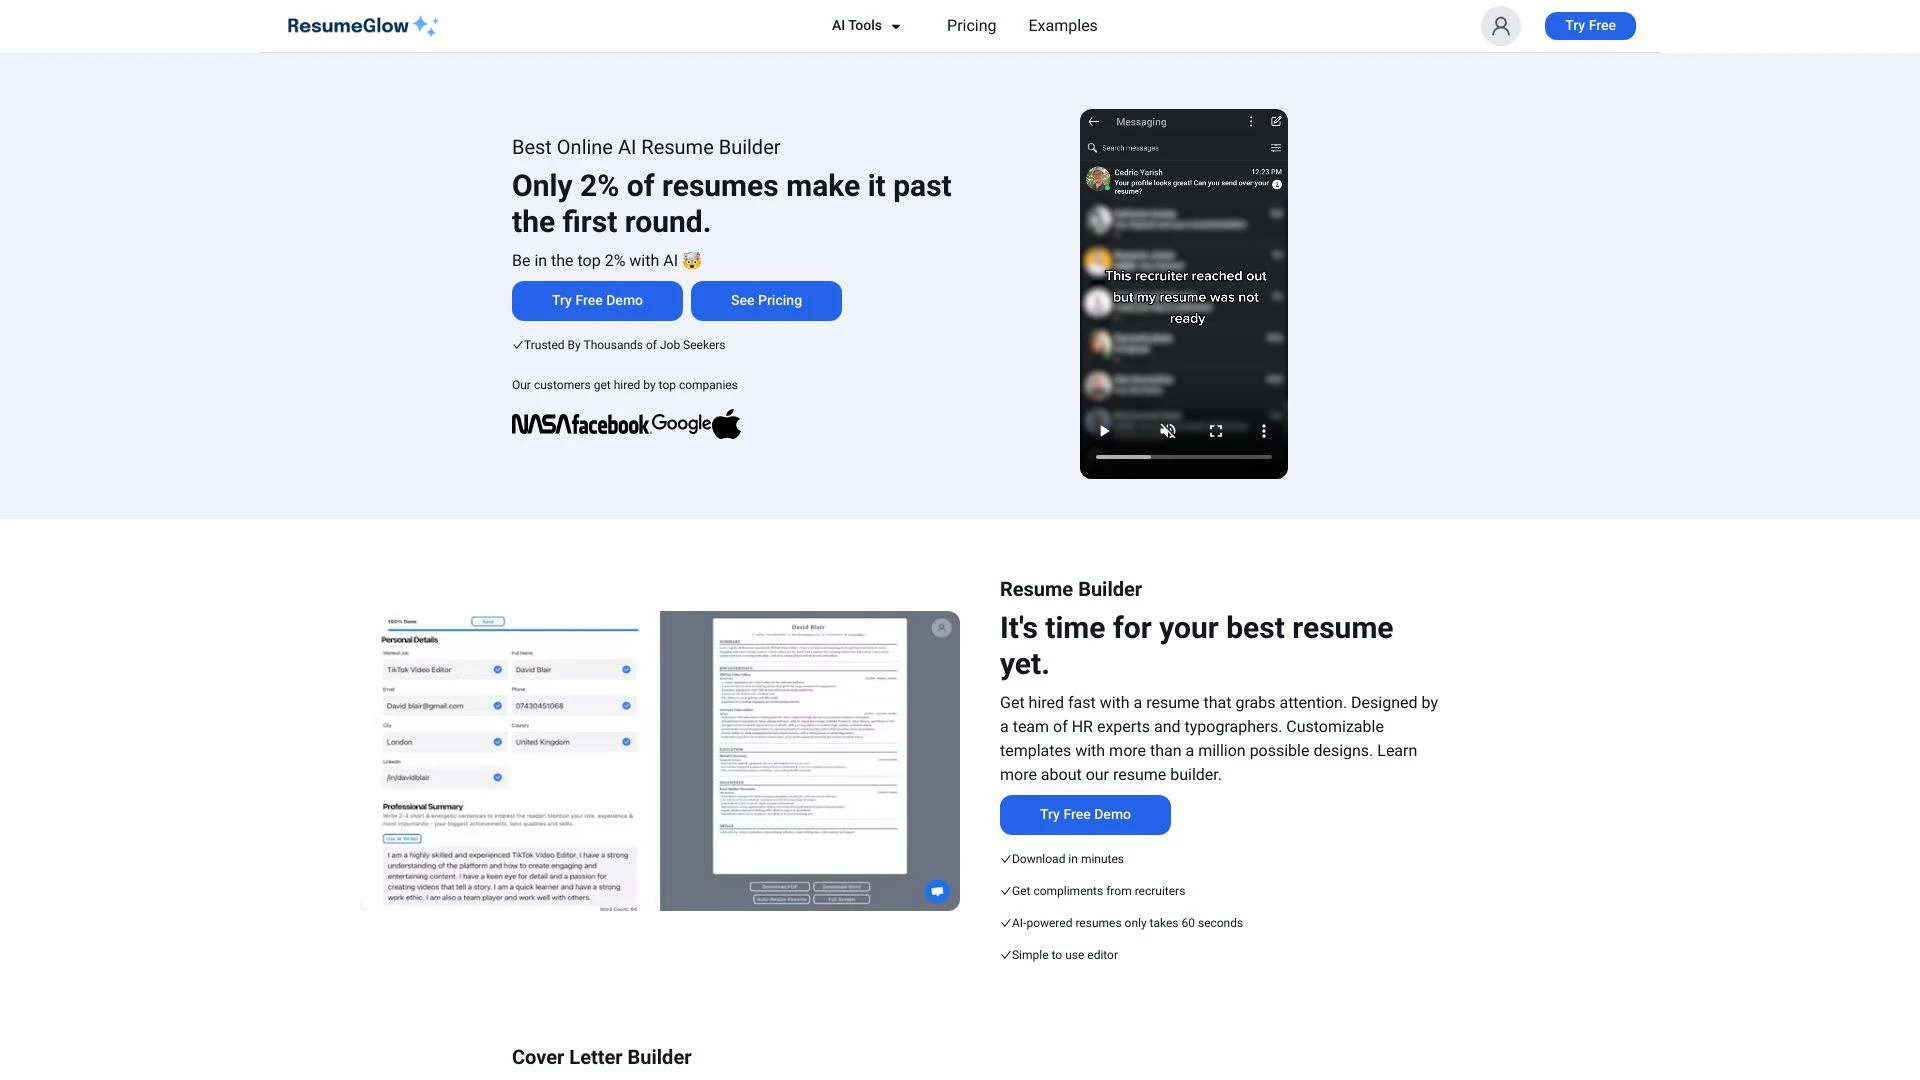 ResumeGlow
AI Tools
Pricing
Examples
Try Free
Best Online AI Resume Builder
Only 2% of resumes make it past
the first round.
Be in the top 2% with AI 🤯
Try Free Demo
See Pricing
✓Trusted By Thousands of Job Seekers
Our customers get hired by top companies
NASA facebook Google
Messaging
Search messages
Cedric Yarish
12:23 PM
Your profile looks great! Can you send over your
resume?
2
This recruiter reached out
but my resume was not
ready
100% Done
Save
Personal Details
Wanted Job
Full Name
TikTok Video Editor
David Blair
Email
Phone
David.blair@gmail.com
07430451068
City
Country
London
United Kingdom
LinkedIn
/in/davidblair
Professional Summary
Write 2-4 short & energetic sentences to interest the reader! Mention your role, experience &
most importantly - your biggest achievements, best qualities and skills.
Use AI Writer
I am a highly skilled and experienced TikTok Video Editor. I have a strong
understanding of the platform and how to create engaging and
entertaining content. I have a keen eye for detail and a passion for
creating videos that tell a story. I am a quick learner and have a strong
work ethic. I am also a team player and work well with others.
Word Count: 64
David Blair
SUMMARY
JOB EXPERIENCE
TikTok Video Editor
YouTube Video Editor
EDUCATION
VOLUNTEER
SKILLS
Download PDF
Download Word
Auto Resize Resume
Full Screen
Resume Builder
It's time for your best resume
yet.
Get hired fast with a resume that grabs attention. Designed by
a team of HR experts and typographers. Customizable
templates with more than a million possible designs. Learn
more about our resume builder.
Try Free Demo
✓Download in minutes
✓Get compliments from recruiters
✓AI-powered resumes only takes 60 seconds
✓Simple to use editor
Cover Letter Builder